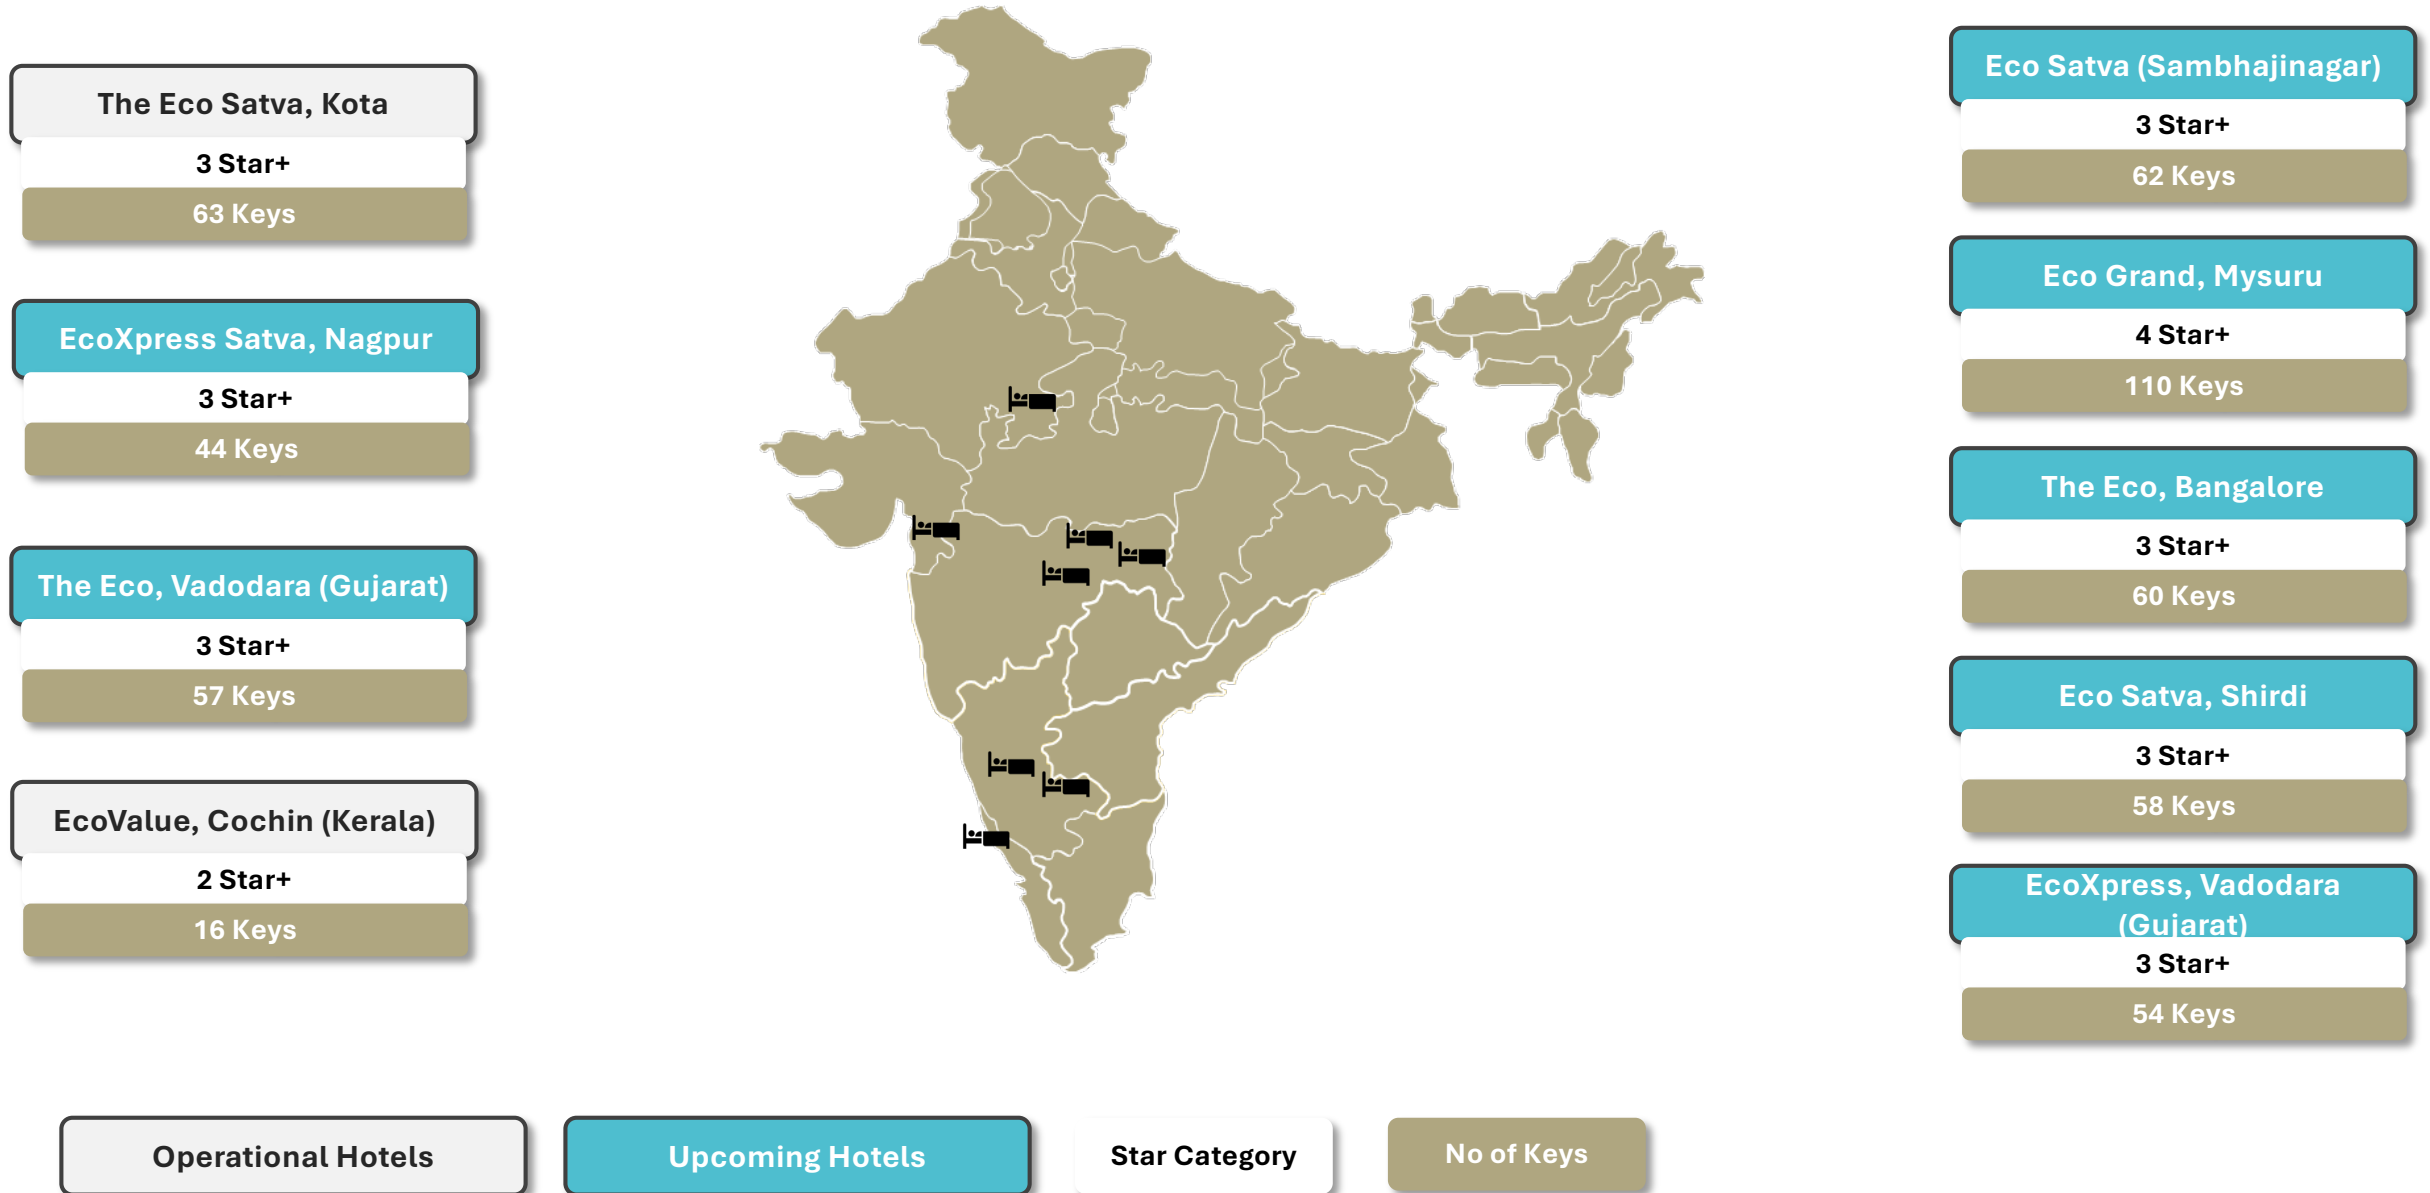 The Eco Satva, Kota
3 Star+
63 Keys
EcoXpress Satva, Nagpur
3 Star+
44 Keys
The Eco, Vadodara (Gujarat)
3 Star+
57 Keys
EcoValue, Cochin (Kerala)
2 Star+
16 Keys
Eco Satva (Sambhajinagar)
3 Star+
62 Keys
Eco Grand, Mysuru
4 Star+
110 Keys
The Eco, Bangalore
3 Star+
60 Keys
Eco Satva, Shirdi
3 Star+
58 Keys
EcoXpress, Vadodara
(Gujarat)
3 Star+
54 Keys
Operational Hotels
Upcoming Hotels
Star Category
No of Keys